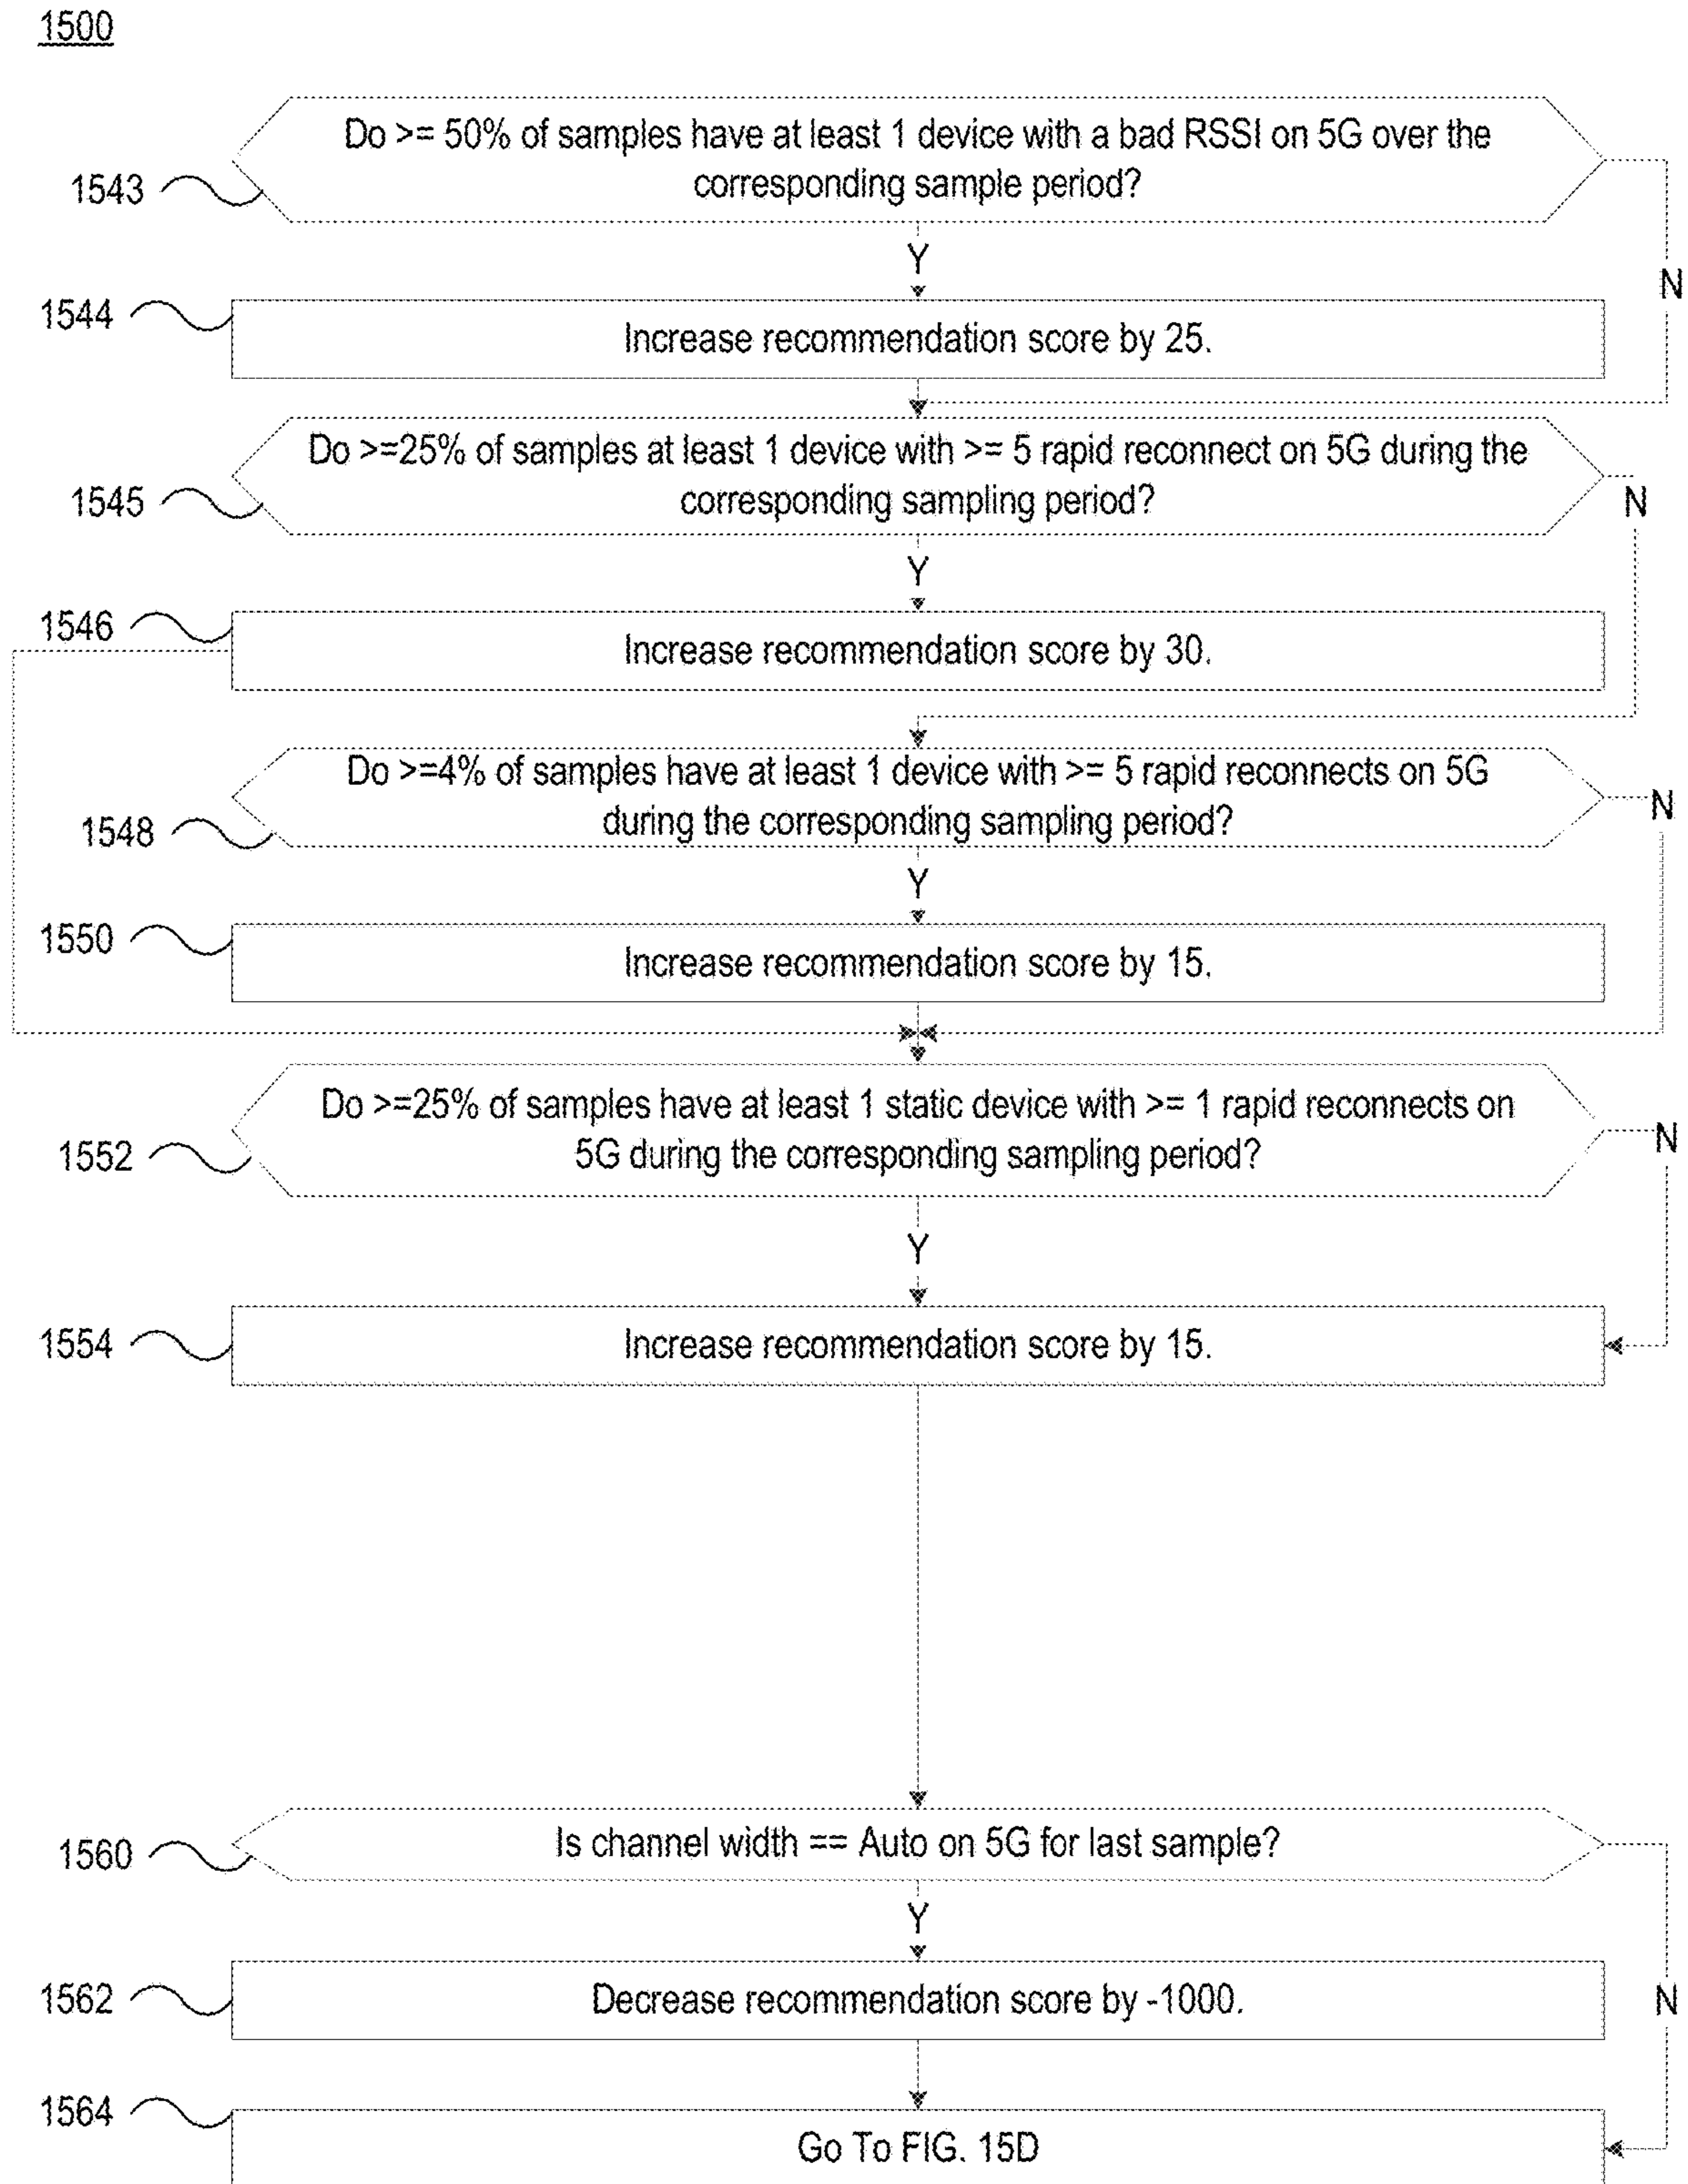 1500
Do >= 50% of samples have at least 1 device with a bad RSSI on 5G over the
corresponding sample period?
1543
Y
N
1544
Increase recommendation score by 25.
Do >=25% of samples at least 1 device with >= 5 rapid reconnect on 5G during the
corresponding sampling period?
1545
N
Y
1546
Increase recommendation score by 30.
Do >=4% of samples have at least 1 device with >= 5 rapid reconnects on 5G
during the corresponding sampling period?
1548
N
Y
1550
Increase recommendation score by 15.
Do >=25% of samples have at least 1 static device with >= 1 rapid reconnects on
5G during the corresponding sampling period?
1552
N
Y
1554
Increase recommendation score by 15.
Is channel width == Auto on 5G for last sample?
1560
Y
1562
Decrease recommendation score by -1000.
N
1564
Go To FIG. 15D